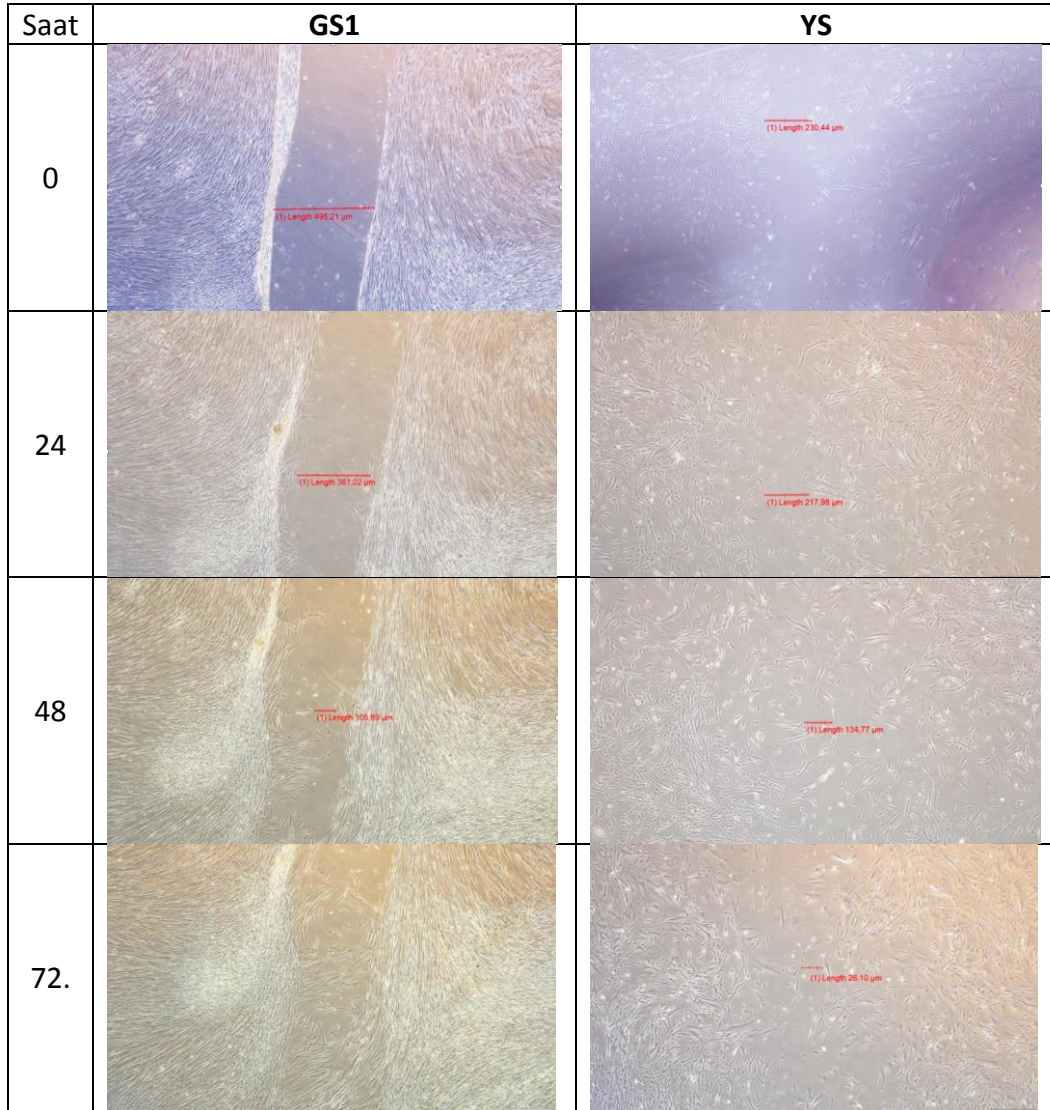 Saat GS1 YS
0
(1) Length 495,21 µm
(1) Length 230,44 µm
24
(1) Length 361,02 µm
(1) Length 217,98 µm
48
(1) Length 105,89 µm
(1) Length 134,77 µm
72.
(1) Length 26,10 µm